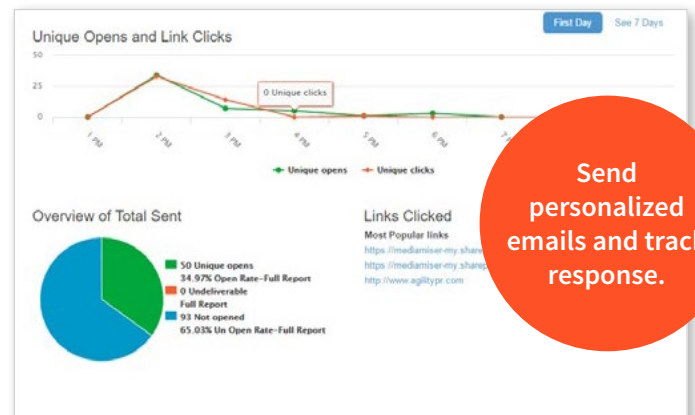 First Day See 7 Days
Unique Opens and Link Clicks
50
25
0
0 Unique clicks
1 PM 2 PM 3 PM 4 PM 5 PM 6 PM
Unique opens Unique clicks
Send
personalized
emails and track
response.
Overview of Total Sent
50 Unique opens
34.97% Open Rate-Full Report
0 Undeliverable
Full Report
93 Not opened
65.03% Un Open Rate-Full Report
Links Clicked
Most Popular links
https://mediamiser-my.share
https://mediamiser-my.share
http://www.agilitypr.com